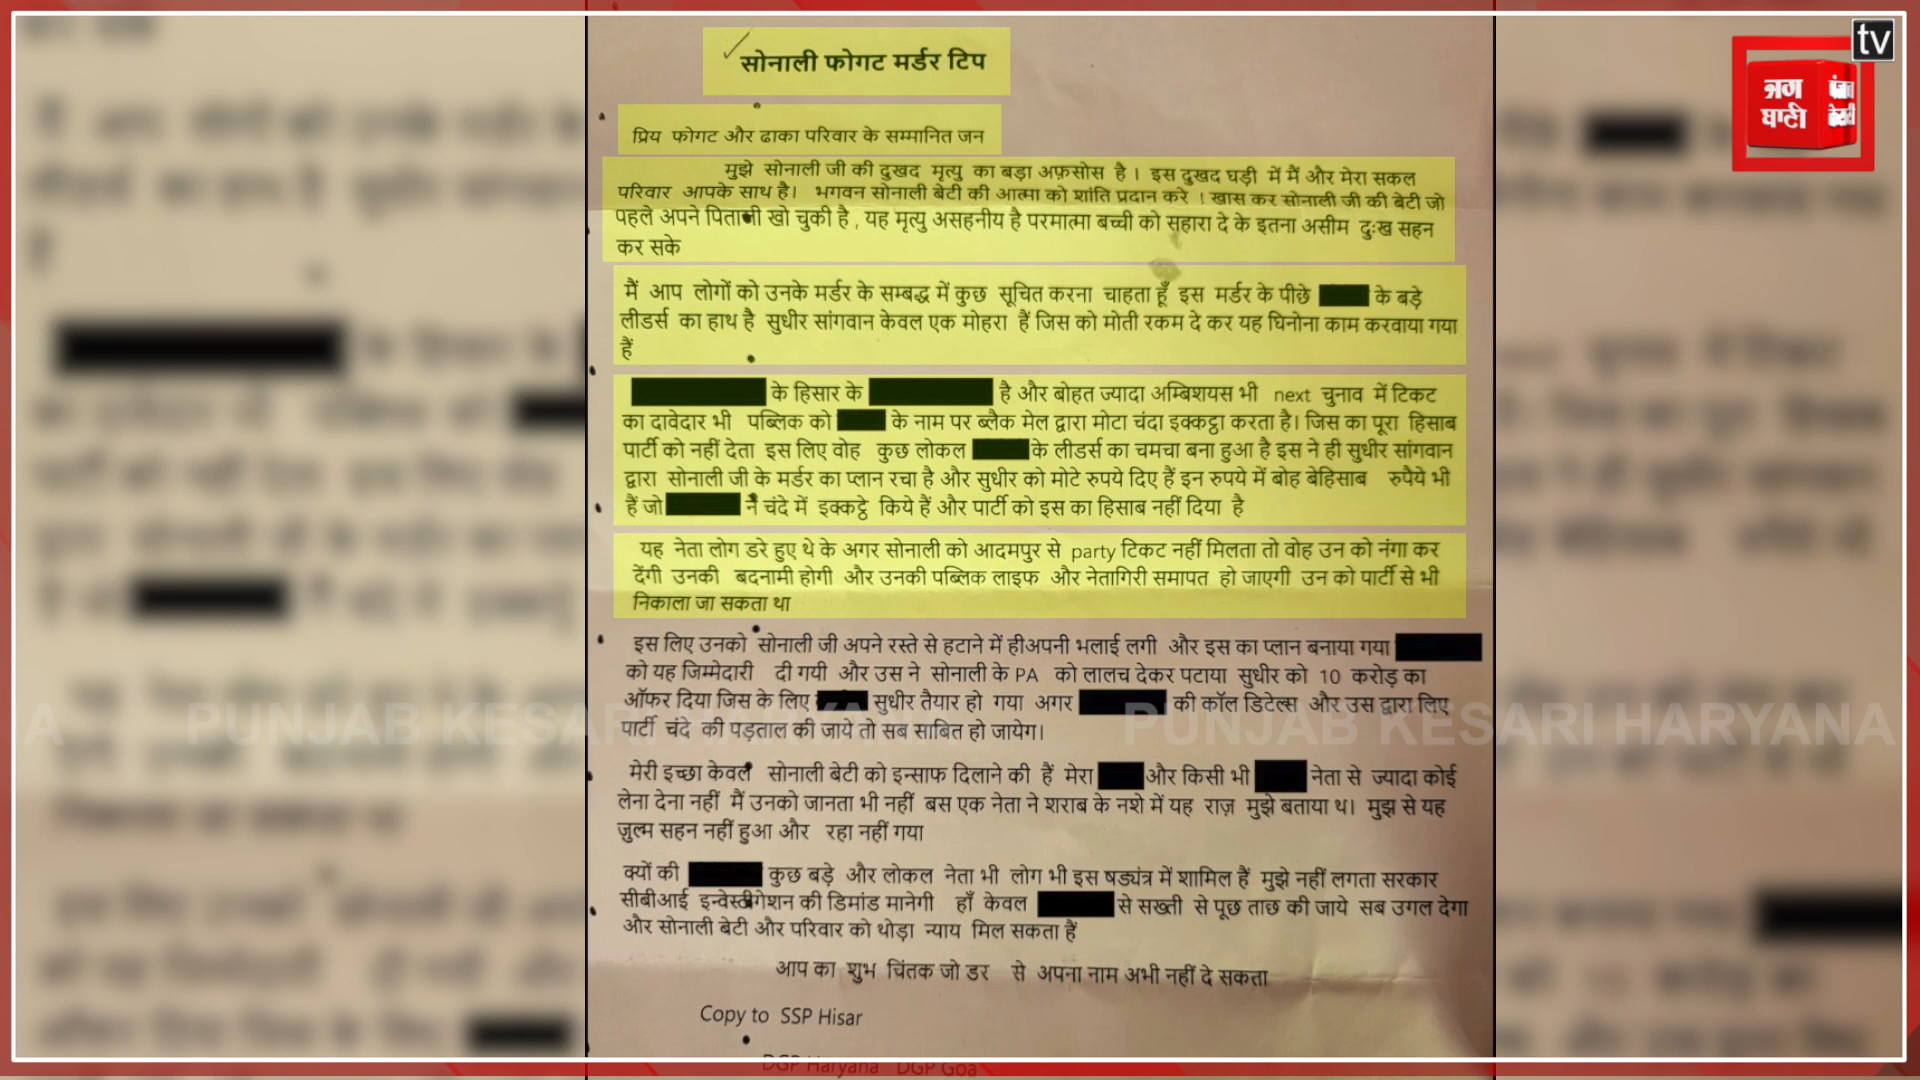 tv
जग
बाणी
पंजाब
केसरी
सोनाली फोगट मर्डर टिप
प्रिय फोगट और ढाका परिवार के सम्मानित जन
मुझे सोनाली जी की दुखद मृत्यु का बड़ा अफ़सोस है । इस दुखद घड़ी में मैं और मेरा सकल
परिवार आपके साथ है। भगवन सोनाली बेटी की आत्मा को शांति प्रदान करे । खास कर सोनाली जी की बेटी जो
पहले अपने पिताजी खो चुकी है , यह मृत्यु असहनीय है परमात्मा बच्ची को सहारा दे के इतना असीम दुःख सहन
कर सके
मैं आप लोगों को उनके मर्डर के सम्बद्ध में कुछ सूचित करना चाहता हूँ इस मर्डर के पीछे के बड़े
लीडर्स का हाथ है सुधीर सांगवान केवल एक मोहरा हैं जिस को मोती रकम दे कर यह घिनोना काम करवाया गया
हैं
के हिसार के है और बोहत ज्यादा अम्बिशयस भी next चुनाव में टिकट
का दावेदार भी पब्लिक को के नाम पर ब्लैक मेल द्वारा मोटा चंदा इक्कट्ठा करता है। जिस का पूरा हिसाब
पार्टी को नहीं देता इस लिए वोह कुछ लोकल के लीडर्स का चमचा बना हुआ है इस ने ही सुधीर सांगवान
द्वारा सोनाली जी के मर्डर का प्लान रचा है और सुधीर को मोटे रुपये दिए हैं इन रुपये में बोह बेहिसाब रुपैये भी
हैं जो ने चंदे में इक्कट्ठे किये हैं और पार्टी को इस का हिसाब नहीं दिया है
यह नेता लोग डरे हुए थे के अगर सोनाली को आदमपुर से party टिकट नहीं मिलता तो वोह उन को नंगा कर
देंगी उनकी बदनामी होगी और उनकी पब्लिक लाइफ और नेतागिरी समापत हो जाएगी उन को पार्टी से भी
निकाला जा सकता था
इस लिए उनको सोनाली जी अपने रस्ते से हटाने में हीअपनी भलाई लगी और इस का प्लान बनाया गया
को यह जिम्मेदारी दी गयी और उस ने सोनाली के PA को लालच देकर पटाया सुधीर को 10 करोड़ का
ऑफर दिया जिस के लिए सुधीर तैयार हो गया अगर की कॉल डिटेल्स और उस द्वारा लिए
पार्टी चंदे की पड़ताल की जाये तो सब साबित हो जायेग।
PUNJAB KESARI HARYANA
मेरी इच्छा केवल सोनाली बेटी को इन्साफ दिलाने की हैं मेरा और किसी भी नेता से ज्यादा कोई
लेना देना नहीं मैं उनको जानता भी नहीं बस एक नेता ने शराब के नशे में यह राज़ मुझे बताया थ। मुझ से यह
ज़ुल्म सहन नहीं हुआ और रहा नहीं गया
क्यों की कुछ बड़े और लोकल नेता भी लोग भी इस षड्यंत्र में शामिल हैं मुझे नहीं लगता सरकार
सीबीआई इन्वेस्टीगेशन की डिमांड मानेगी हाँ केवल से सख्ती से पूछ ताछ की जाये सब उगल देगा
और सोनाली बेटी और परिवार को थोड़ा न्याय मिल सकता हैं
आप का शुभ चिंतक जो डर से अपना नाम अभी नहीं दे सकता
Copy to SSP Hisar
DGP Haryana DGP Goa